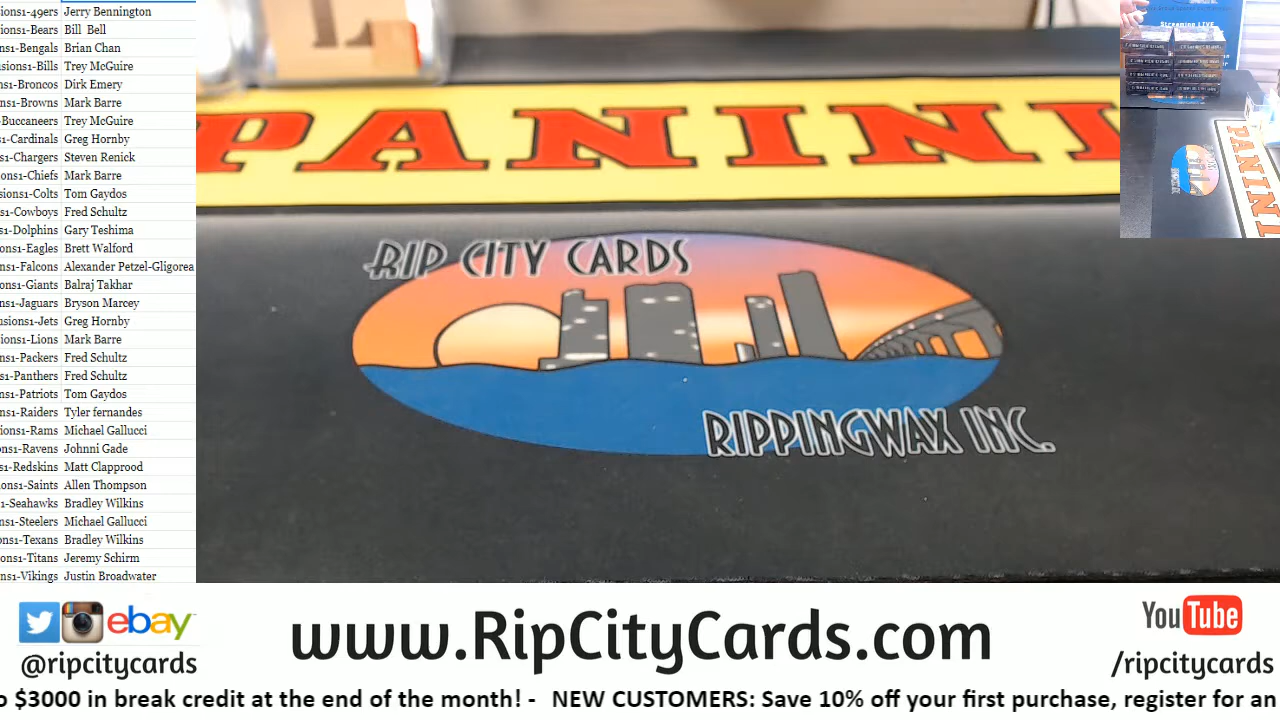 ions1-49ers Jerry Bennington
ions1-Bears Bill Bell
ns1-Bengals Brian Chan
usions1-Bills Trey McGuire
ns1-Broncos Dirk Emery
ns1-Browns Mark Barre
-Buccaneers Trey McGuire
1-Cardinals Greg Hornby
1-Chargers Steven Renick
ons1-Chiefs Mark Barre
sions1-Colts Tom Gaydos
s1-Cowboys Fred Schultz
s1-Dolphins Gary Teshima
ons1-Eagles Brett Walford
ns1-Falcons Alexander Petzel-Gligorea
ons1-Giants Balraj Takhar
ns1-Jaguars Bryson Marcey
usions1-Jets Greg Hornby
sions1-Lions Mark Barre
ns1-Packers Fred Schultz
s1-Panthers Fred Schultz
ns1-Patriots Tom Gaydos
ns1-Raiders Tyler fernandes
ions1-Rams Michael Gallucci
ons1-Ravens Johnni Gade
s1-Redskins Matt Clapprood
ons1-Saints Allen Thompson
1-Seahawks Bradley Wilkins
ns1-Steelers Michael Gallucci
ons1-Texans Bradley Wilkins
ons1-Titans Jeremy Schirm
ns1-Vikings Justin Broadwater
PANINI
RIP CITY CARDS
RIPPINGWAX INC.
Streaming LIVE
PANINI
ebay
@ripcitycards
www.RipCityCards.com
YouTube
/ripcitycards
o $3000 in break credit at the end of the month! - NEW CUSTOMERS: Save 10% off your first purchase, register for an